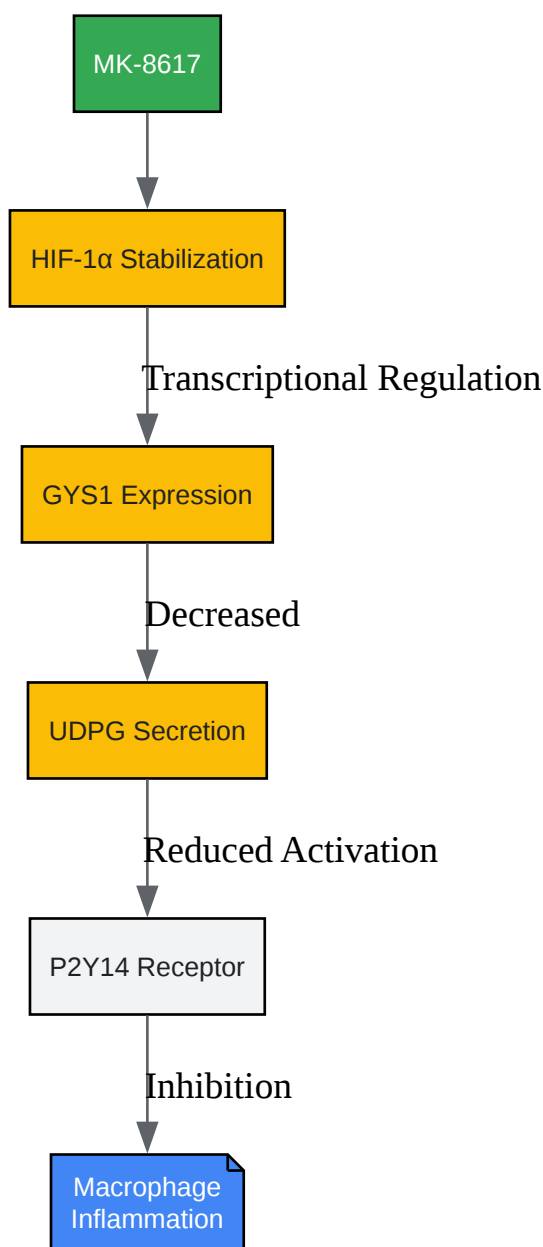 MK-8617
HIF-1α Stabilization
Transcriptional Regulation
GYS1 Expression
Decreased
UDPG Secretion
Reduced Activation
P2Y14 Receptor
Inhibition
Macrophage
Inflammation